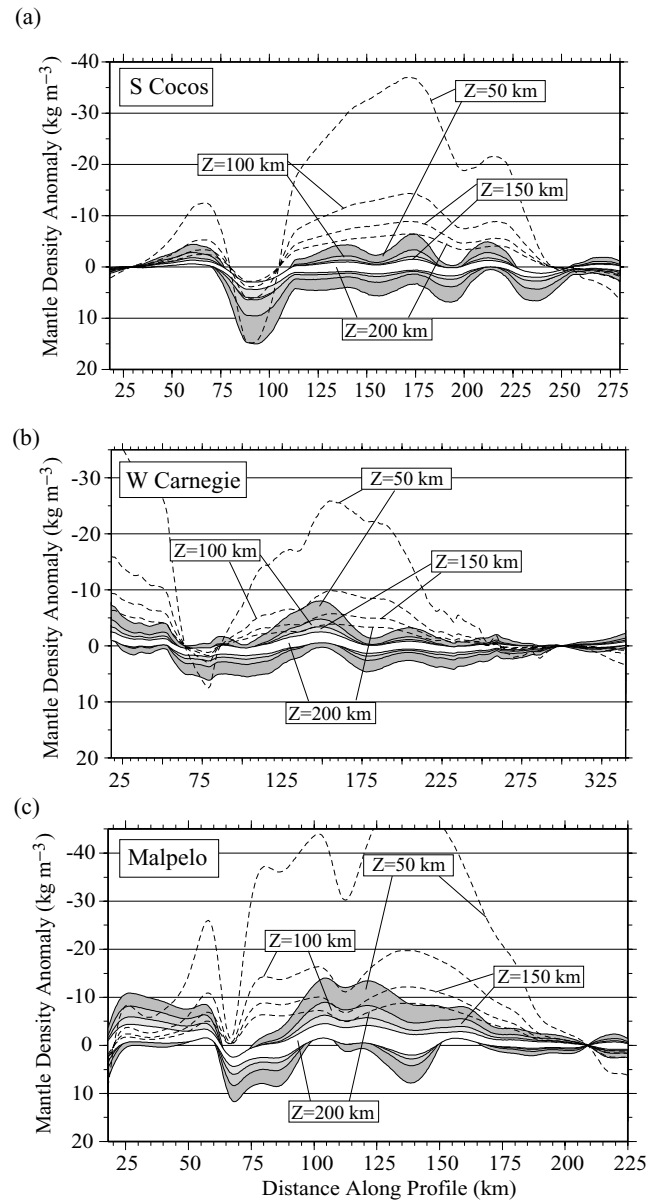 (a)
S Cocos
Z=50 km
Z=100 km
Z=150 km
Z=200 km
Mantle Density Anomaly (kg m⁻³)
-40
-30
-20
-10
0
10
20
25 50 75 100 125 150 175 200 225 250 275
(b)
W Carnegie
Z=50 km
Z=100 km
Z=150 km
Z=200 km
Mantle Density Anomaly (kg m⁻³)
-30
-20
-10
0
10
20
25 75 125 175 225 275 325
(c)
Malpelo
Z=50 km
Z=100 km
Z=150 km
Z=200 km
Mantle Density Anomaly (kg m⁻³)
-40
-30
-20
-10
0
10
20
25 50 75 100 125 150 175 200 225
Distance Along Profile (km)